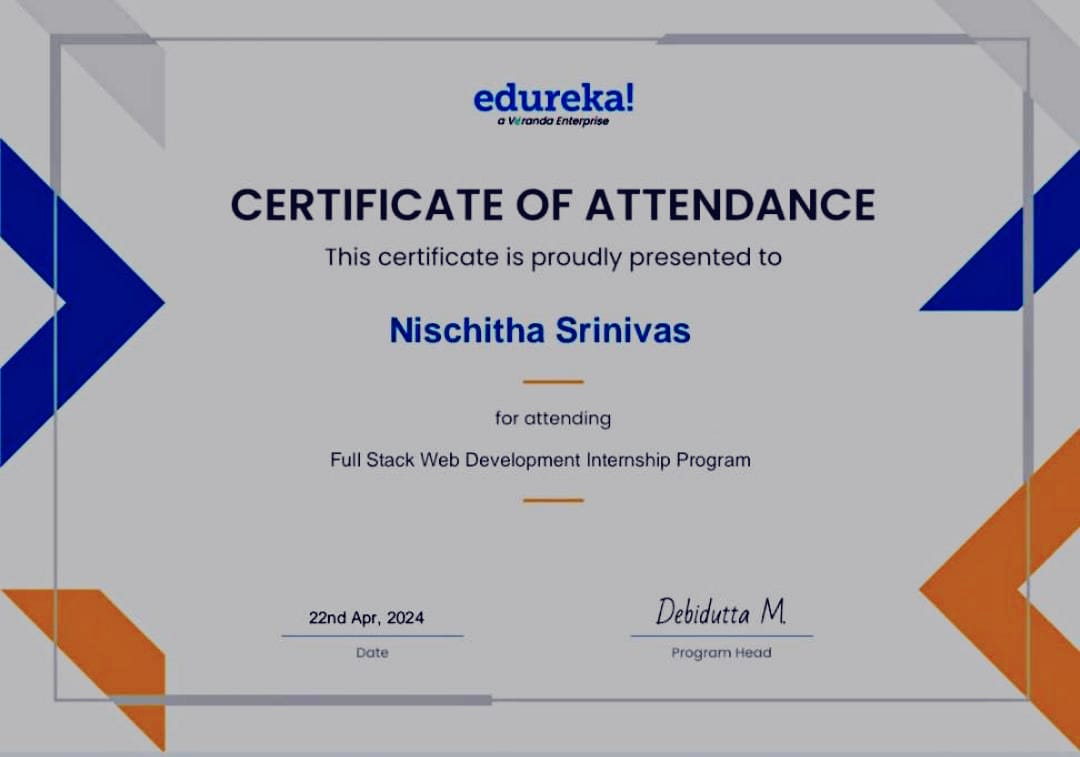 edureka!
a Veranda Enterprise
CERTIFICATE OF ATTENDANCE
This certificate is proudly presented to
Nischitha Srinivas
for attending
Full Stack Web Development Internship Program
22nd Apr, 2024
Debidutta M.
Date
Program Head